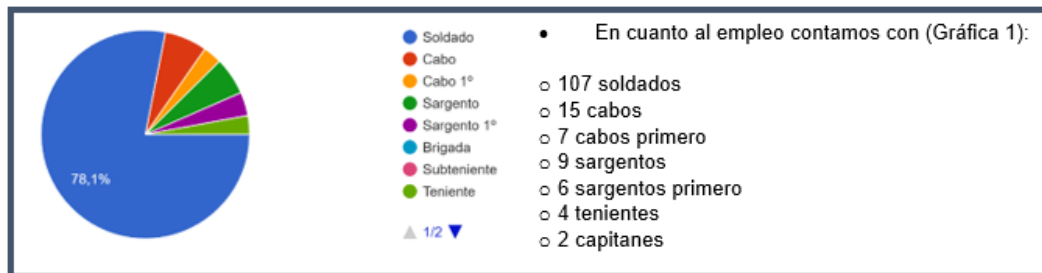 78,1%
Soldado
Cabo
Cabo 1º
Sargento
Sargento 1º
Brigada
Subteniente
Teniente
1/2
• En cuanto al empleo contamos con (Gráfica 1):
o 107 soldados
o 15 cabos
o 7 cabos primero
o 9 sargentos
o 6 sargentos primero
o 4 tenientes
o 2 capitanes